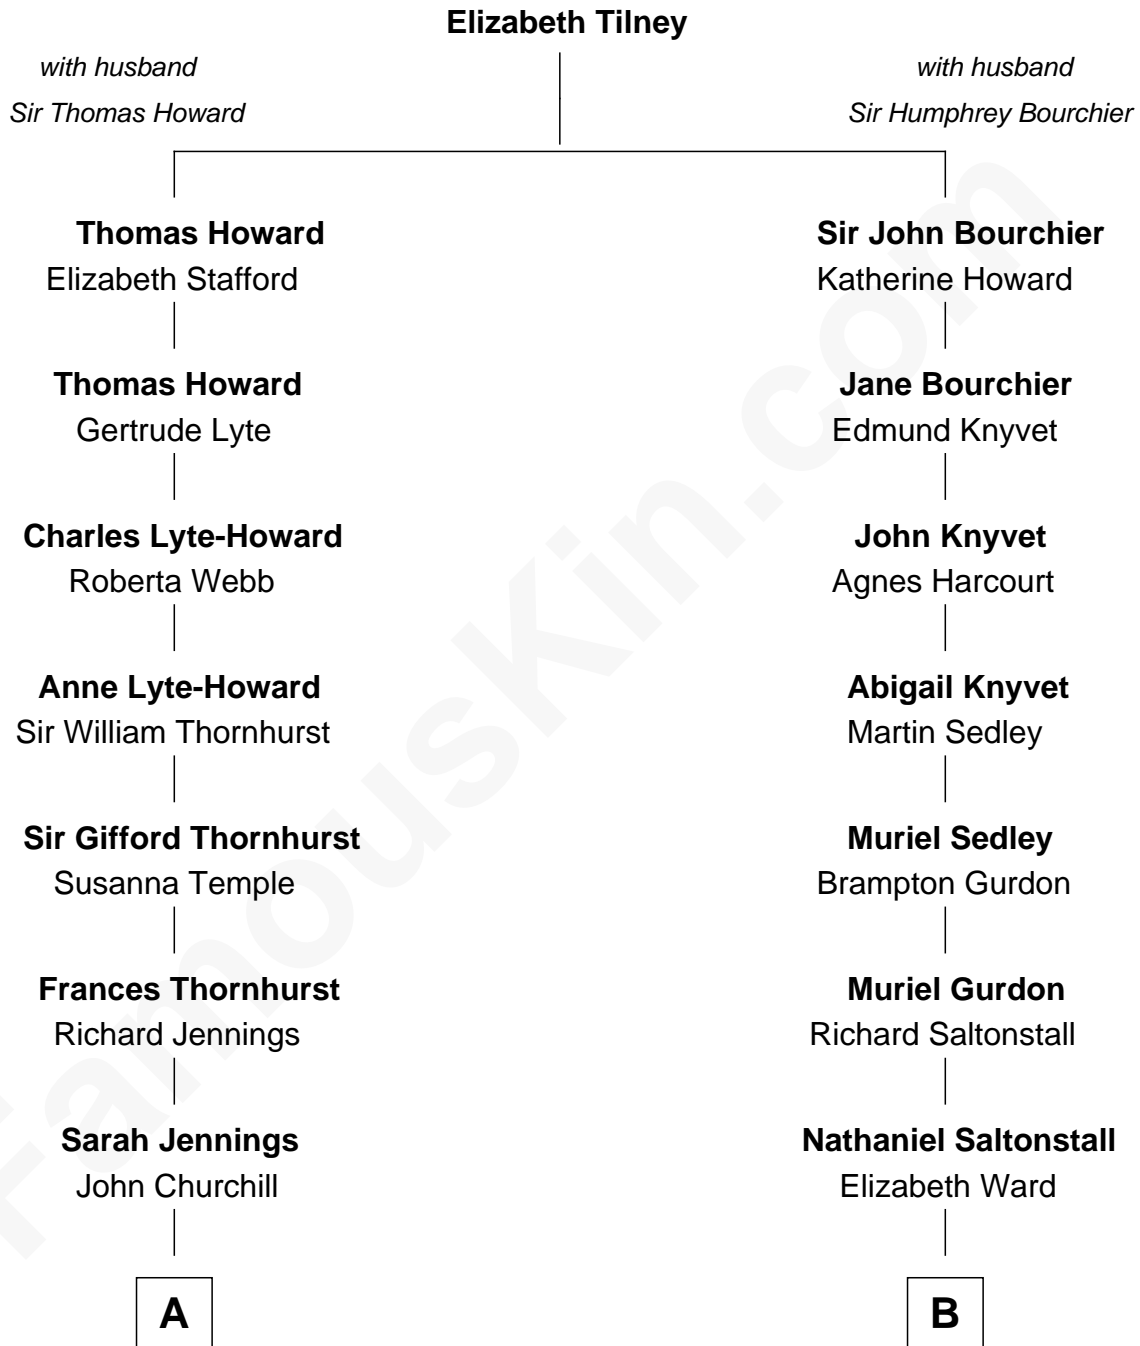 Elizabeth Tilney
with husband
Sir Thomas Howard
with husband
Sir Humphrey Bourchier
Thomas Howard
Elizabeth Stafford
Sir John Bourchier
Katherine Howard
Thomas Howard
Gertrude Lyte
Jane Bourchier
Edmund Knyvet
Charles Lyte-Howard
Roberta Webb
John Knyvet
Agnes Harcourt
Anne Lyte-Howard
Sir William Thornhurst
Abigail Knyvet
Martin Sedley
Sir Gifford Thornhurst
Susanna Temple
Muriel Sedley
Brampton Gurdon
Frances Thornhurst
Richard Jennings
Muriel Gurdon
Richard Saltonstall
Sarah Jennings
John Churchill
Nathaniel Saltonstall
Elizabeth Ward
A
B
FamousKin.com